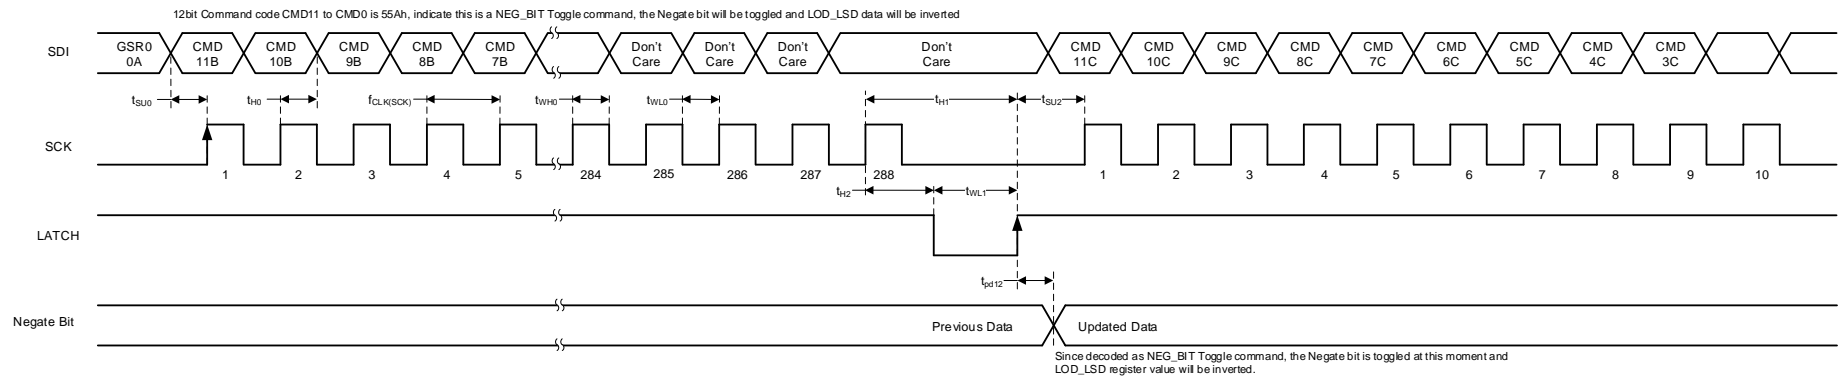 12bit Command code CMD11 to CMD0 is 55Ah, indicate this is a NEG_BIT Toggle command, the Negate bit will be toggled and LOD_LSD data will be inverted
SDI
GSR0
0A
CMD
11B
CMD
10B
CMD
9B
CMD
8B
CMD
7B
Don't
Care
Don't
Care
Don't
Care
Don't
Care
CMD
11C
CMD
10C
CMD
9C
CMD
8C
CMD
7C
CMD
6C
CMD
5C
CMD
4C
CMD
3C
tSU0
tH0
fCLK(SCK)
tWH0
tWL0
tH1
tSU2
SCK
1 2 3 4 5 284 285 286 287 288 1 2 3 4 5 6 7 8 9 10
tH2
tWL1
LATCH
tpd12
Negate Bit
Previous Data
Updated Data
Since decoded as NEG_BIT Toggle command, the Negate bit is toggled at this moment and
LOD_LSD register value will be inverted.